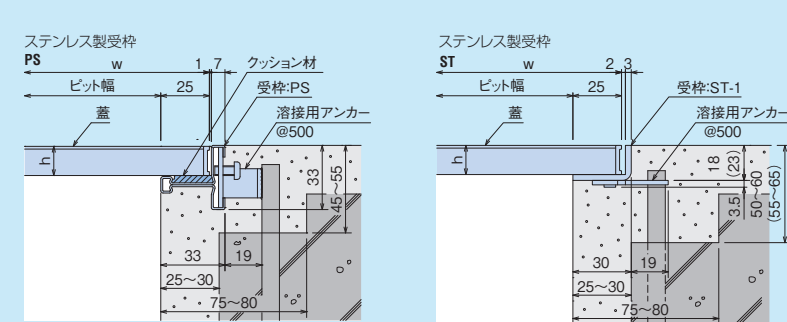 ステンレス製受枠
PS
w
1
7
クッション材
ピット幅
25
受枠:PS
蓋
溶接用アンカー
@500
h
33
45～55
33
19
25～30
75～80
ステンレス製受枠
ST
w
2
3
ピット幅
25
受枠:ST-1
蓋
溶接用アンカー
@500
h
18
(23)
3.5
50～60
(55～65)
30
19
25～30
75～80